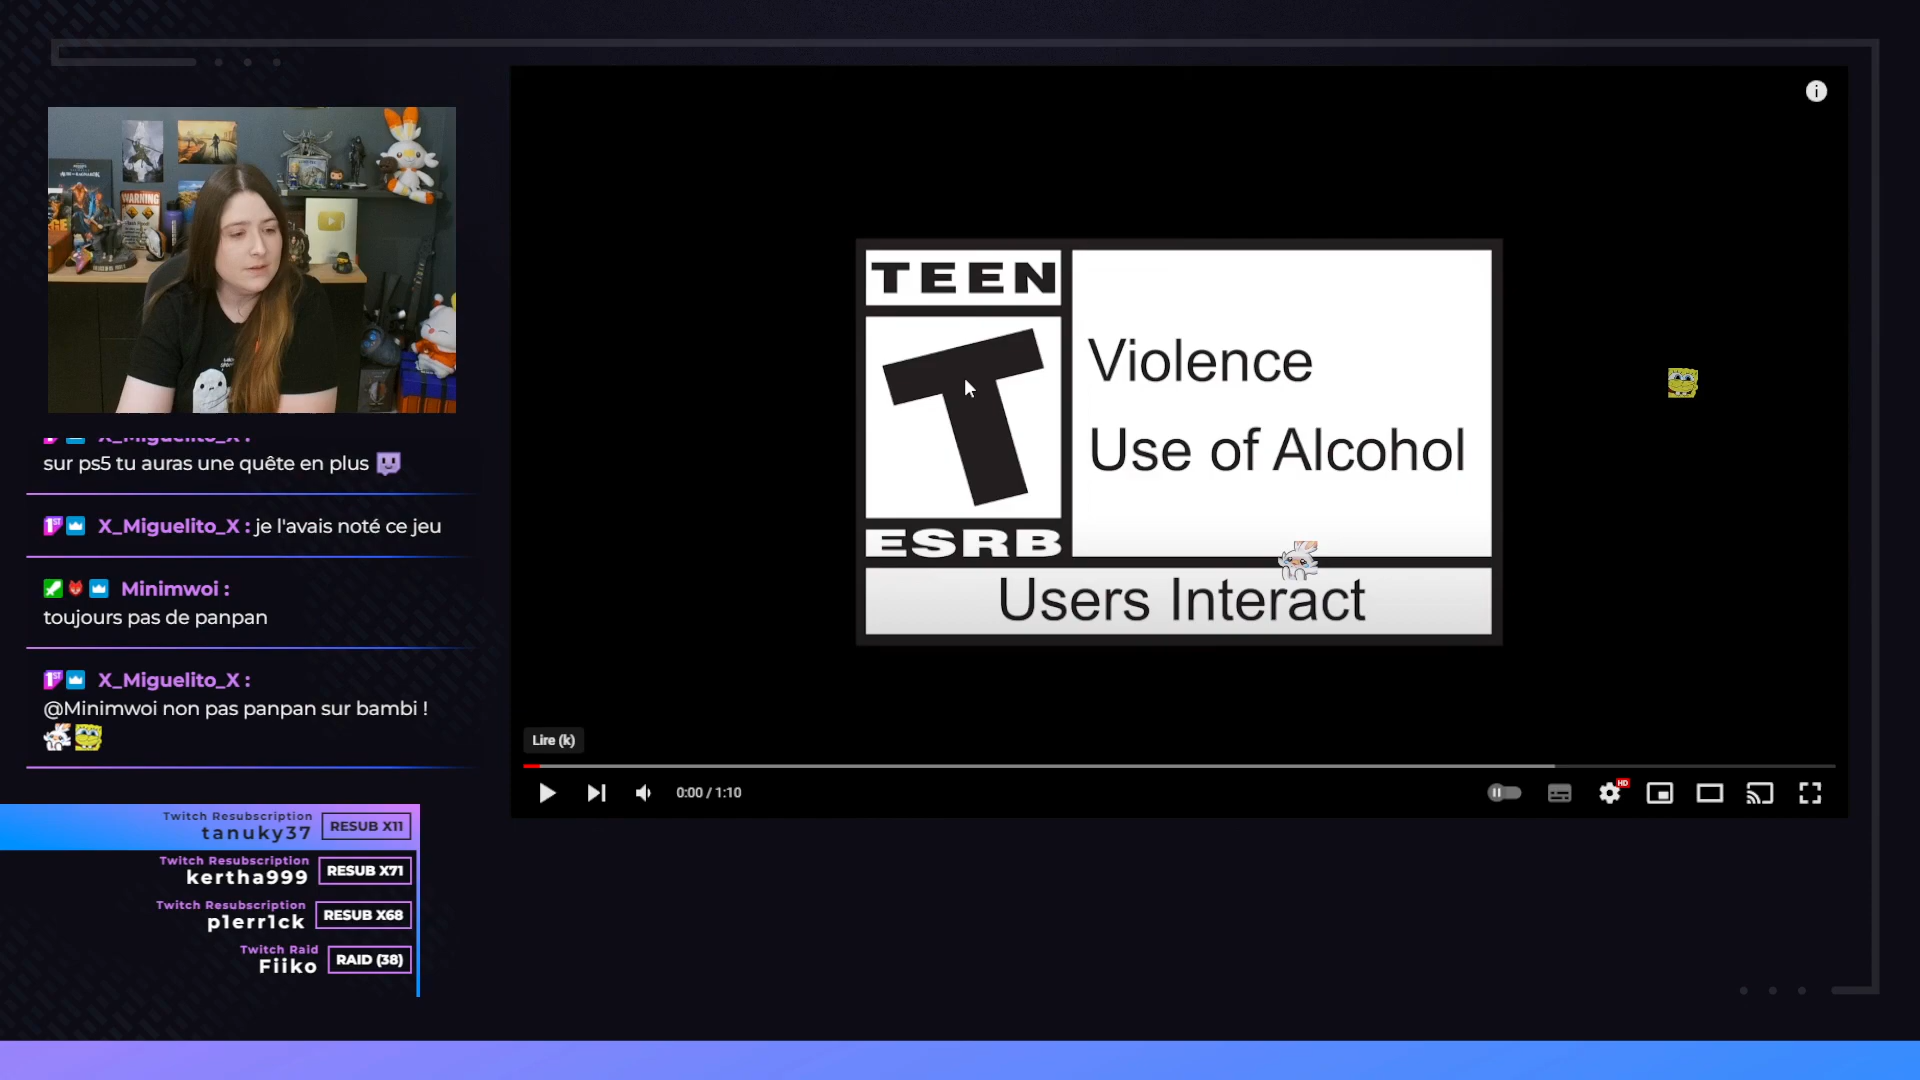 WARNING
X_Miguelito_X :
sur ps5 tu auras une quête en plus
X_Miguelito_X : je l'avais noté ce jeu
Minimwoi :
toujours pas de panpan
X_Miguelito_X :
@Minimwoi non pas panpan sur bambi !
Twitch Resubscription
tanuky37
RESUB X11
Twitch Resubscription
kertha999
RESUB X71
Twitch Resubscription
p1err1ck
RESUB X68
Twitch Raid
Fiiko
RAID (38)
TEEN
T
ESRB
Violence
Use of Alcohol
Users Interact
Lire (k)
0:00 / 1:10
HD